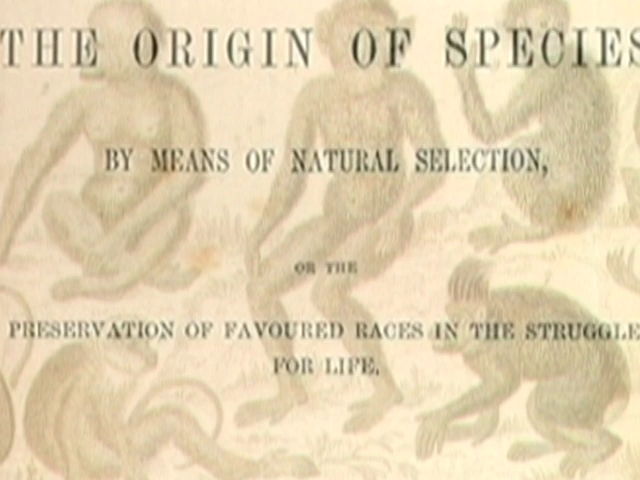 THE ORIGIN OF SPECIES
BY MEANS OF NATURAL SELECTION,
OR THE
PRESERVATION OF FAVOURED RACES IN THE STRUGGLE
FOR LIFE.